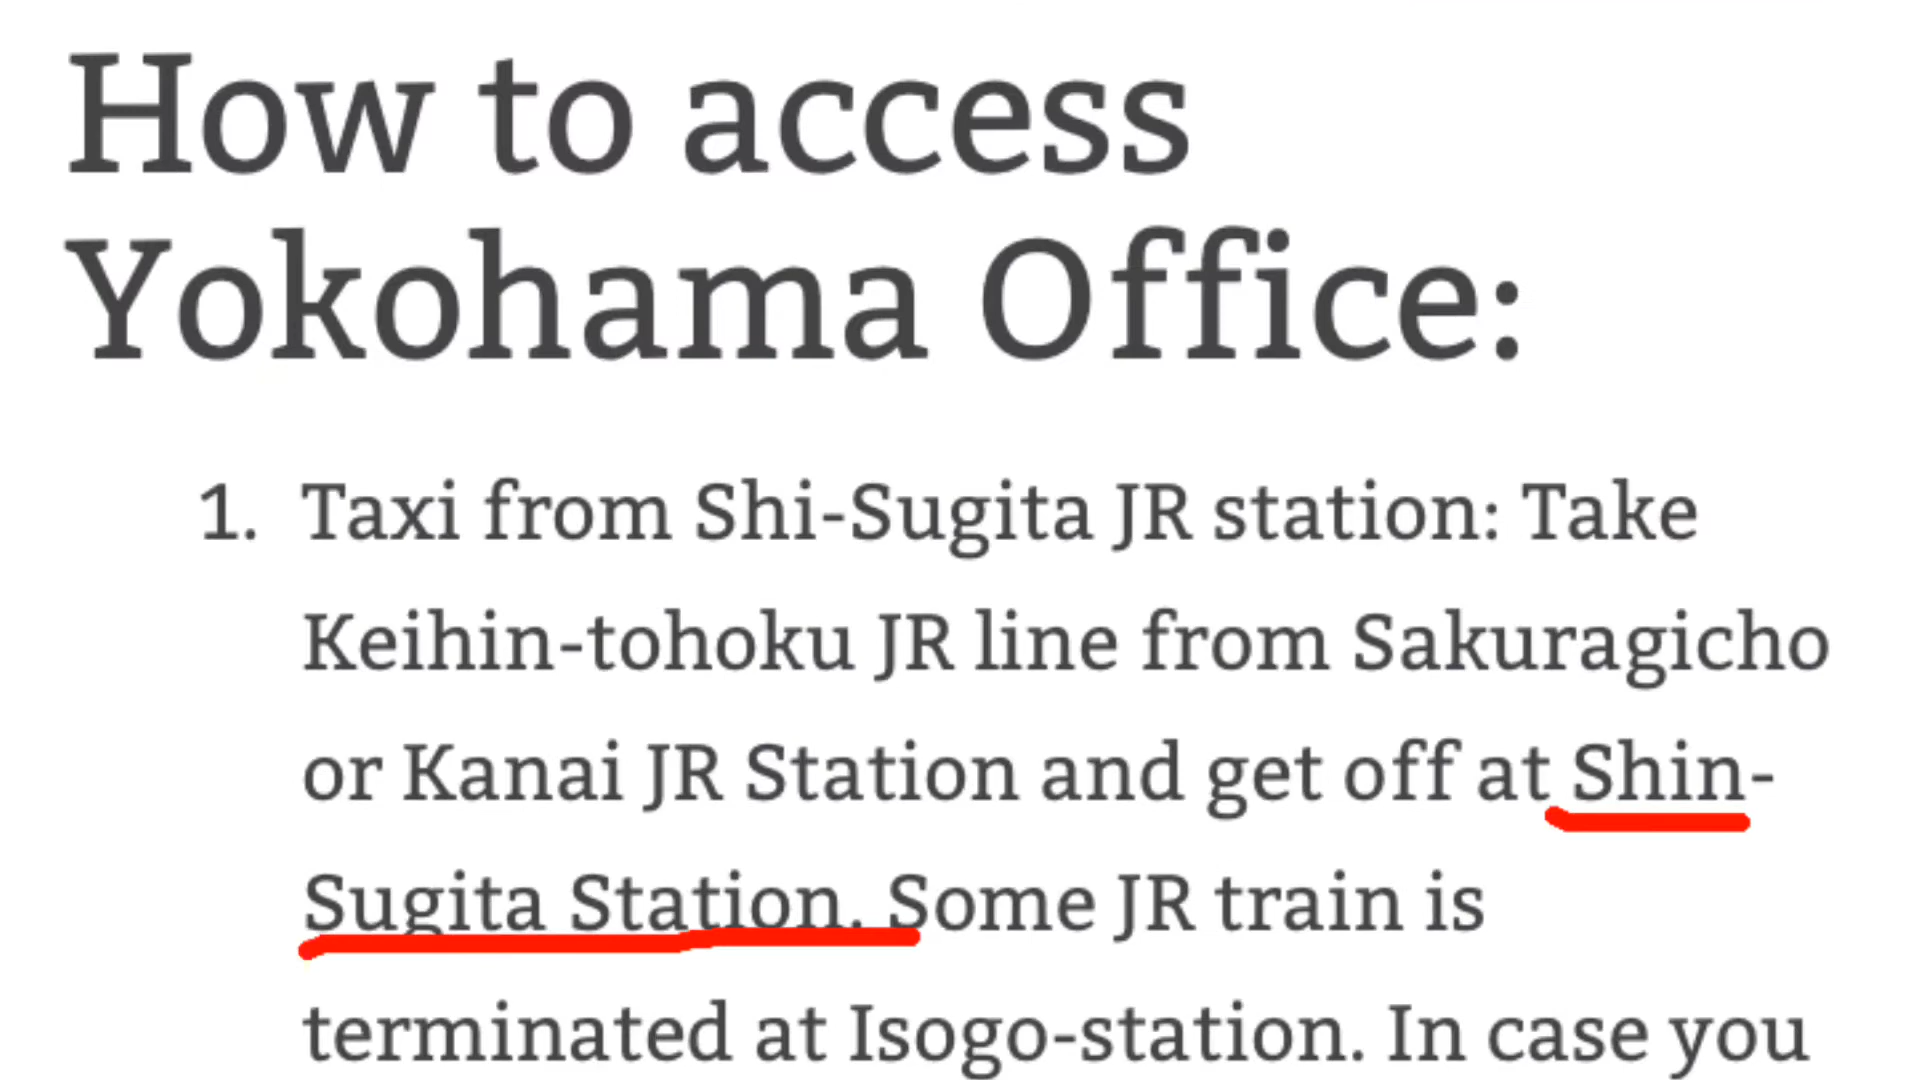 How to access
Yokohama Office:
1. Taxi from Shi-Sugita JR station: Take
Keihin-tohoku JR line from Sakuragicho
or Kanai JR Station and get off at Shin-
Sugita Station. Some JR train is
terminated at Isogo-station. In case you